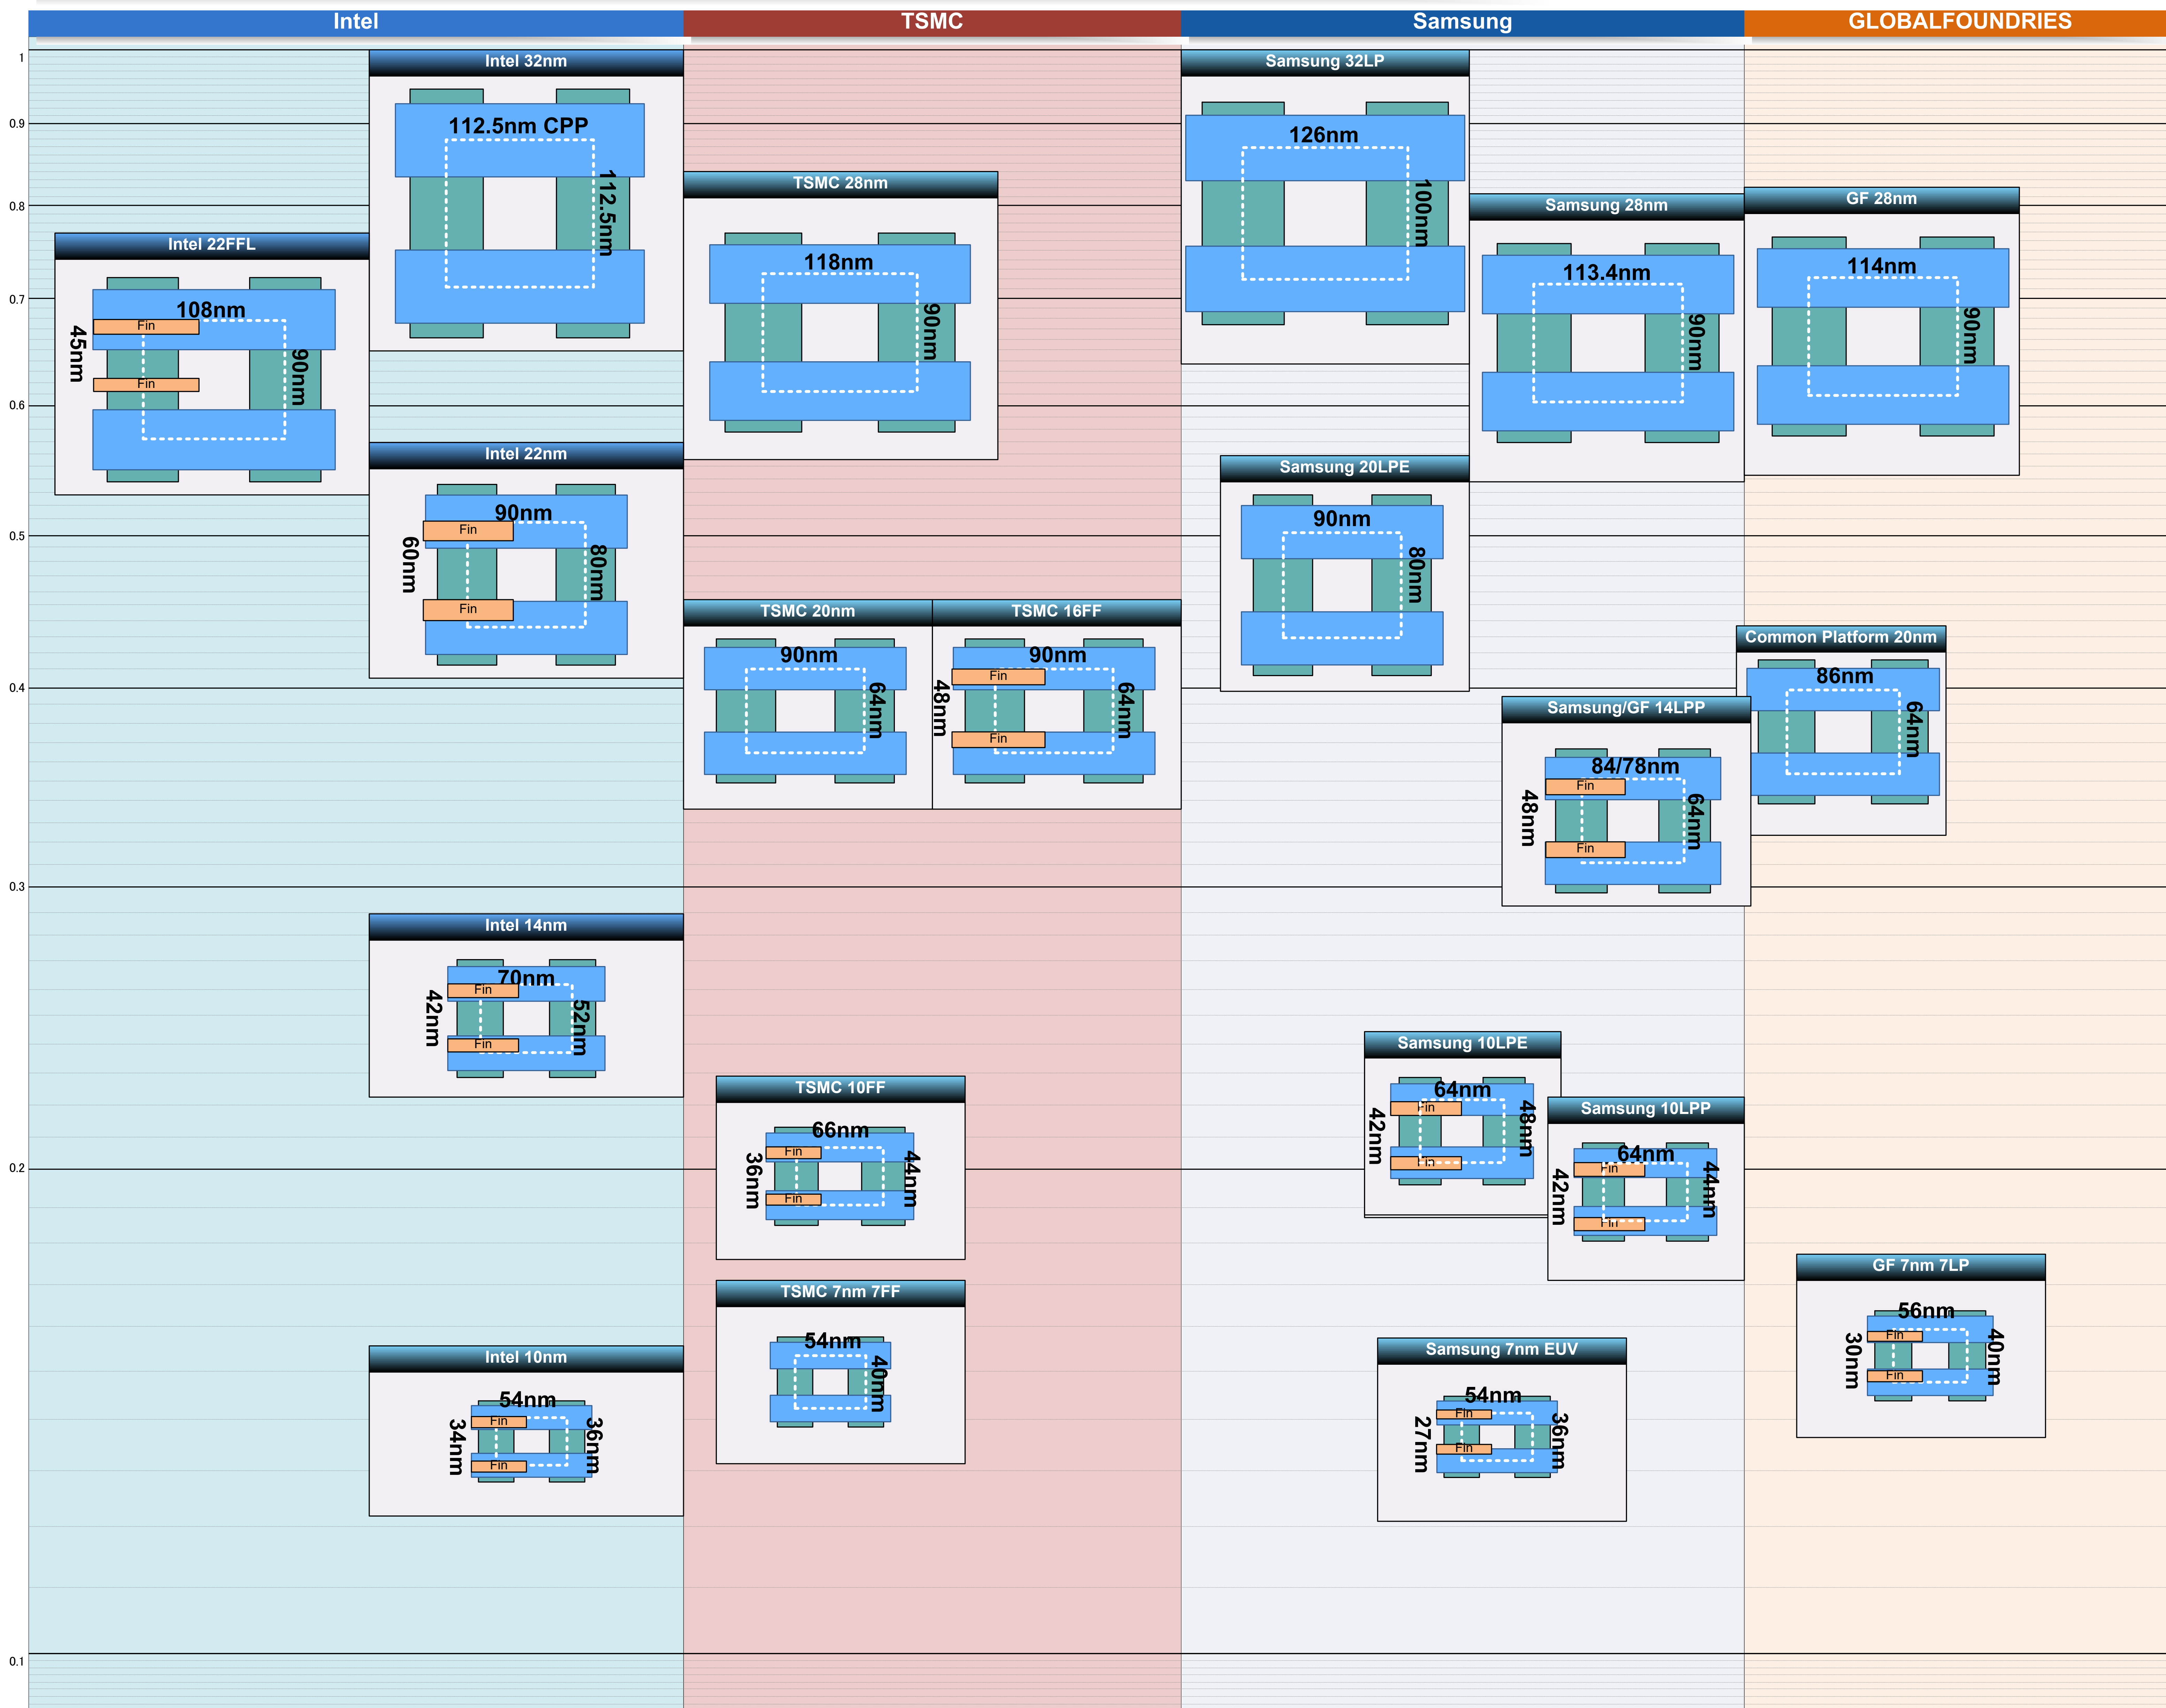 Intel
TSMC
Samsung
GLOBALFOUNDRIES
1
0.9
0.8
0.7
0.6
0.5
0.4
0.3
0.2
0.1
Intel 32nm
112.5nm CPP
112.5nm
Intel 22FFL
108nm
Fin
Fin
45nm
90nm
Intel 22nm
90nm
Fin
Fin
60nm
80nm
Intel 14nm
70nm
Fin
Fin
42nm
52nm
Intel 10nm
54nm
Fin
Fin
34nm
36nm
TSMC 28nm
118nm
90nm
TSMC 20nm
90nm
64nm
TSMC 16FF
90nm
Fin
Fin
48nm
64nm
TSMC 10FF
66nm
Fin
Fin
36nm
44nm
TSMC 7nm 7FF
54nm
40nm
Samsung 32LP
126nm
100nm
Samsung 28nm
113.4nm
90nm
Samsung 20LPE
90nm
80nm
Samsung/GF 14LPP
84/78nm
Fin
Fin
48nm
64nm
Samsung 10LPE
64nm
Fin
Fin
42nm
48nm
Samsung 10LPP
64nm
Fin
Fin
42nm
44nm
Samsung 7nm EUV
54nm
Fin
Fin
27nm
36nm
GF 28nm
114nm
90nm
Common Platform 20nm
86nm
64nm
GF 7nm 7LP
56nm
Fin
Fin
30nm
40nm